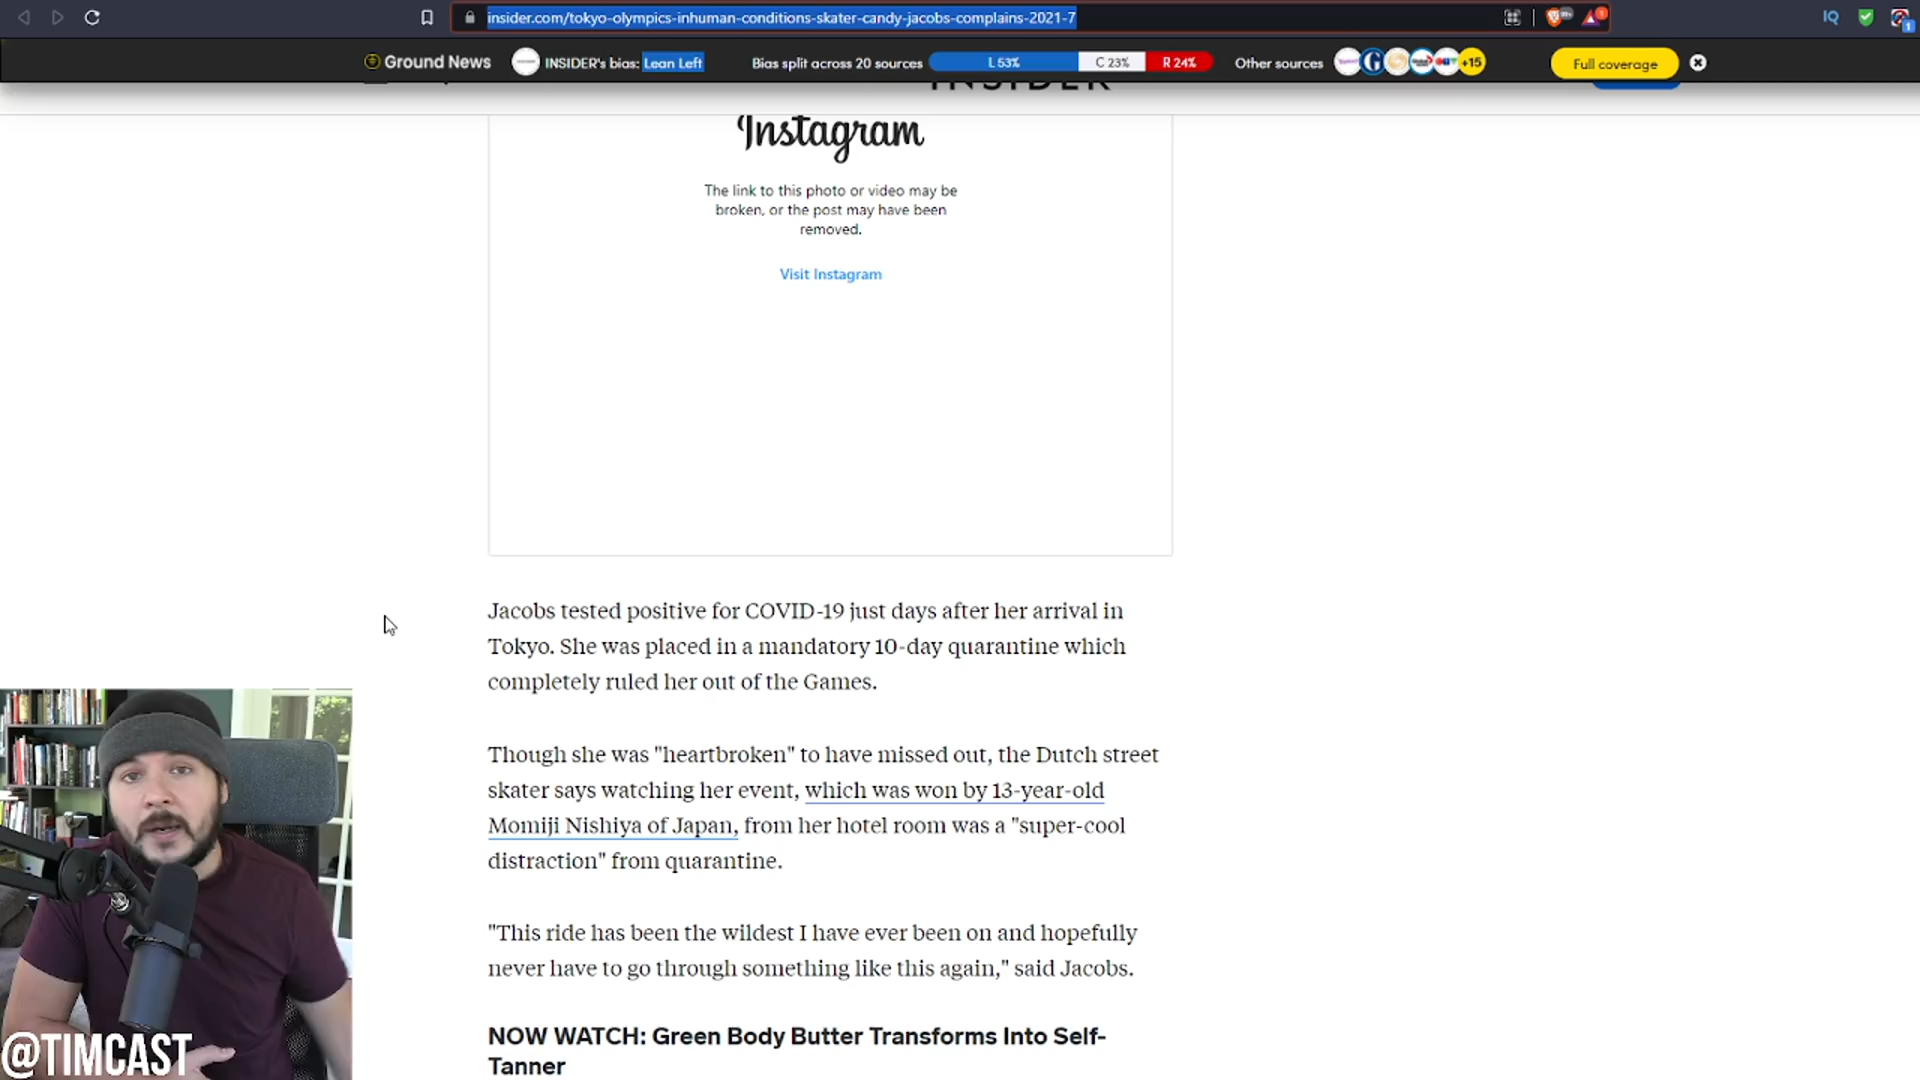 insider.com/tokyo-olympics-inhuman-conditions-skater-candy-jacobs-complains-2021-7
IQ
1
Ground News
INSIDER's bias: Lean Left
Bias split across 20 sources
L 53%
C 23%
R 24%
Other sources
+15
Full coverage
INSIDER
Instagram
The link to this photo or video may be
broken, or the post may have been
removed.
Visit Instagram
Jacobs tested positive for COVID-19 just days after her arrival in
Tokyo. She was placed in a mandatory 10-day quarantine which
completely ruled her out of the Games.
Though she was "heartbroken" to have missed out, the Dutch street
skater says watching her event, which was won by 13-year-old
Momiji Nishiya of Japan, from her hotel room was a "super-cool
distraction" from quarantine.
"This ride has been the wildest I have ever been on and hopefully
never have to go through something like this again," said Jacobs.
NOW WATCH: Green Body Butter Transforms Into Self-
Tanner
@TIMCAST